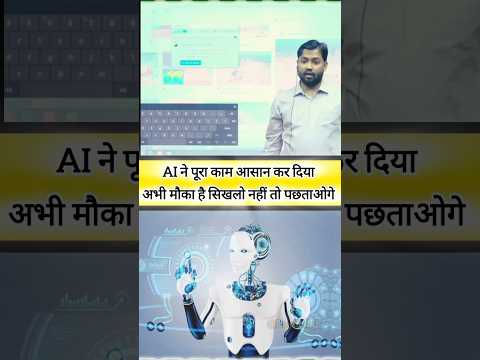 AI ने पूरा काम आसान कर दिया
अभी मौका है सिखलो नहीं तो पछताओगे